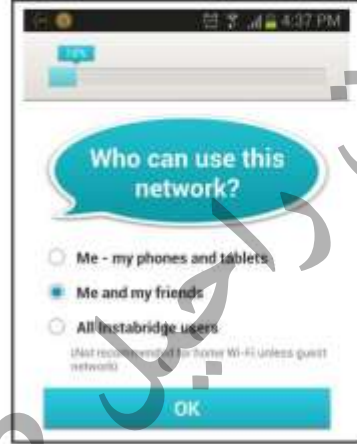 4:37 PM
10%
Who can use this
network?
Me - my phones and tablets
Me and my friends
All Instabridge users
(Not recommended for home Wi-Fi unless guest
network)
OK